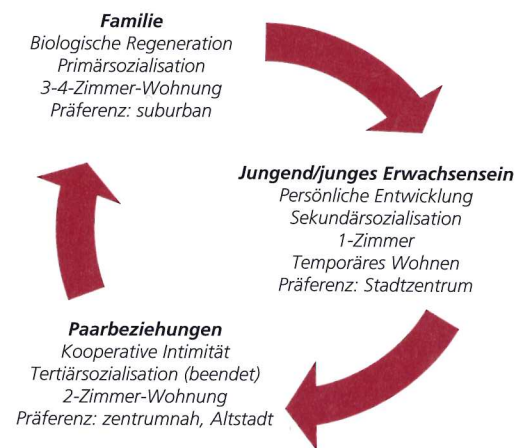 Familie
Biologische Regeneration
Primärsozialisation
3-4-Zimmer-Wohnung
Präferenz: suburban
Jungend/junges Erwachsensein
Persönliche Entwicklung
Sekundärsozialisation
1-Zimmer
Temporäres Wohnen
Präferenz: Stadtzentrum
Paarbeziehungen
Kooperative Intimität
Tertiärsozialisation (beendet)
2-Zimmer-Wohnung
Präferenz: zentrumnah, Altstadt